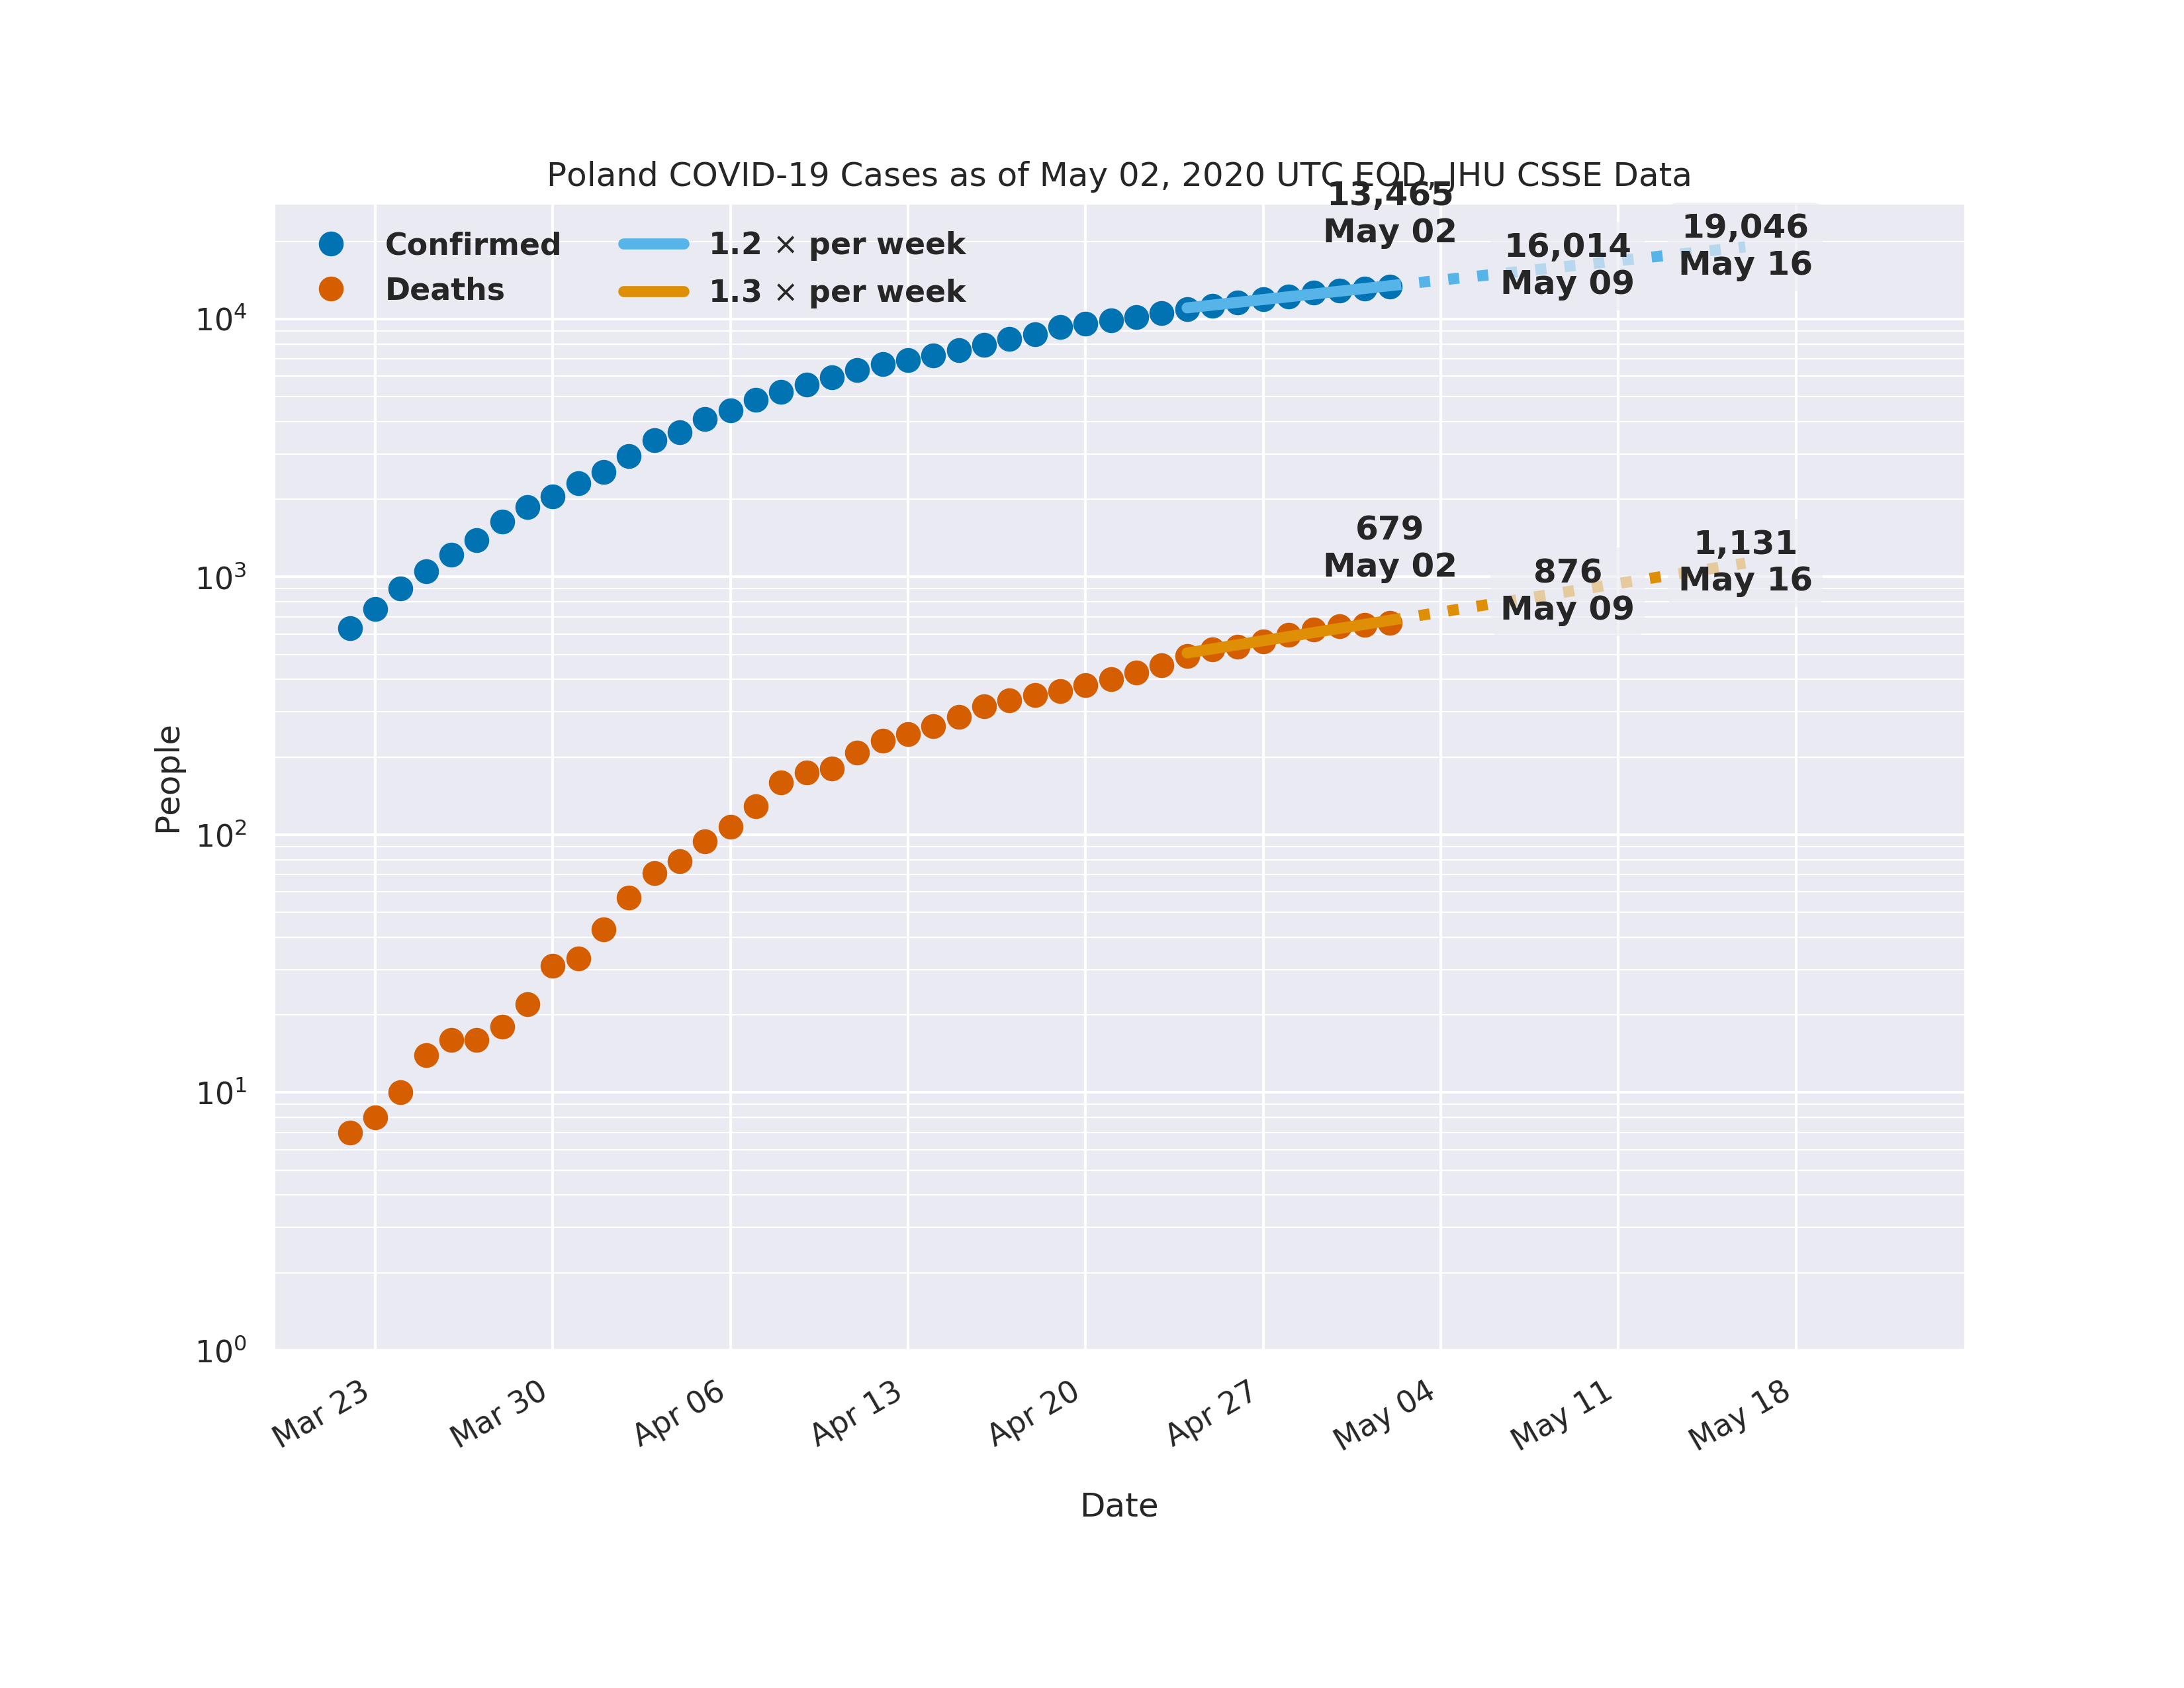 Poland COVID-19 Cases as of May 02, 2020 UTC EOD, JHU CSSE Data
13,465
May 02
16,014
May 09
19,046
May 16
Confirmed
Deaths
1.2 × per week
1.3 × per week
679
May 02
876
May 09
1,131
May 16
People
10⁴
10³
10²
10¹
10⁰
Mar 23
Mar 30
Apr 06
Apr 13
Apr 20
Apr 27
May 04
May 11
May 18
Date